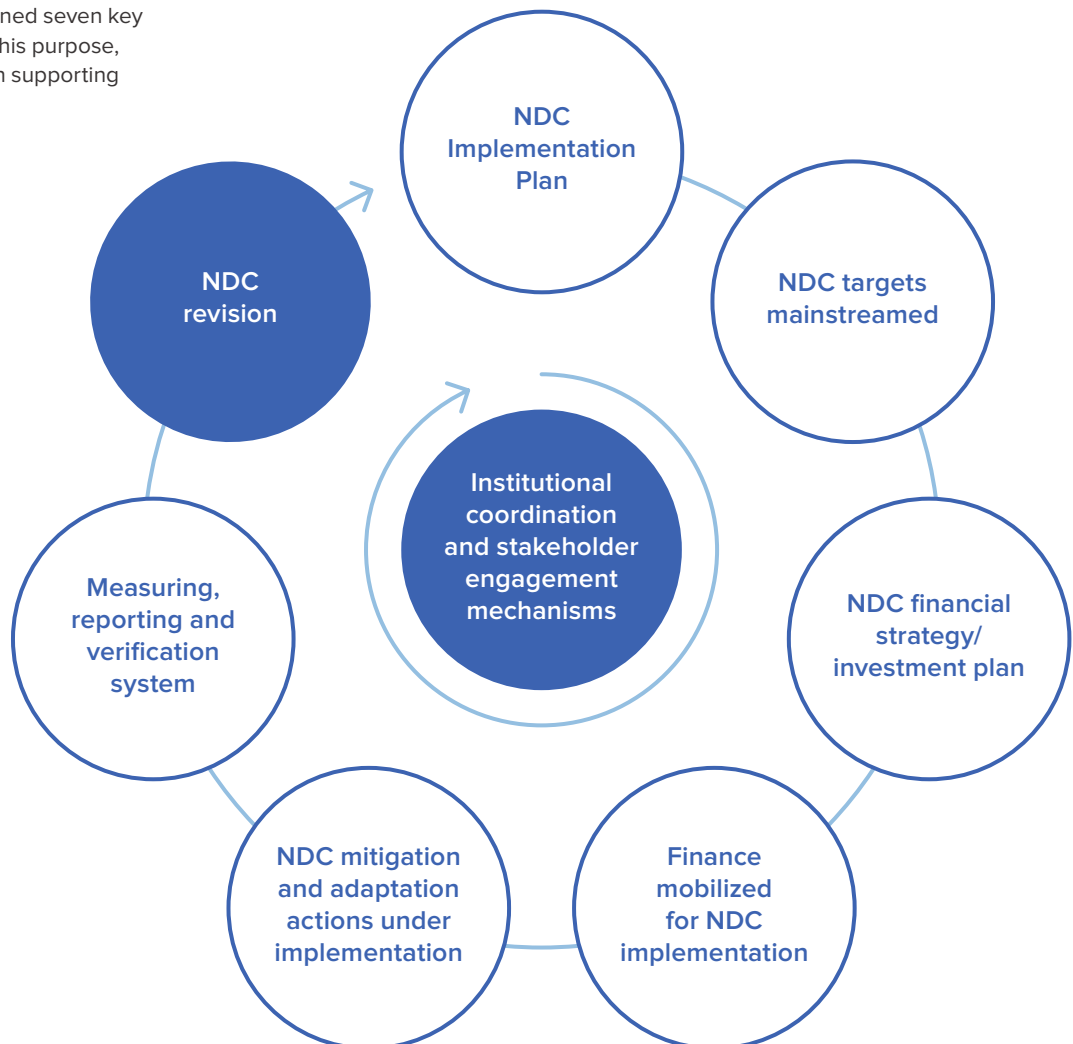 ned seven key
his purpose,
supporting
NDC
Implementation
Plan
NDC targets
mainstreamed
NDC financial
strategy/
investment plan
Finance
mobilized
for NDC
implementation
NDC mitigation
and adaptation
actions under
implementation
Measuring,
reporting and
verification
system
NDC
revision
Institutional
coordination
and stakeholder
engagement
mechanisms